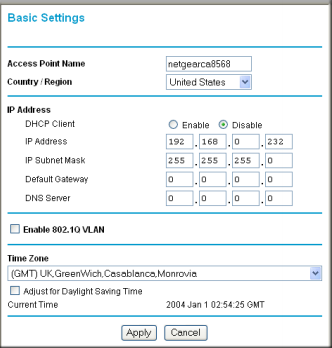 Basic Settings
Access Point Name netgearca8568
Country / Region United States
IP Address
DHCP Client Enable Disable
IP Address 192 . 168 . 0 . 232
IP Subnet Mask 255 . 255 . 255 . 0
Default Gateway 0 . 0 . 0 . 0
DNS Server 0 . 0 . 0 . 0
Enable 802.1Q VLAN
Time Zone
(GMT) UK,GreenWich,Casablanca,Monrovia
Adjust for Daylight Saving Time
Current Time 2004 Jan 1 02:54:25 GMT
Apply Cancel